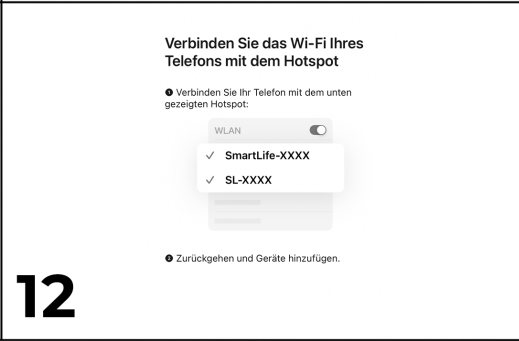 Verbinden Sie das Wi-Fi Ihres
Telefons mit dem Hotspot
❶ Verbinden Sie Ihr Telefon mit dem unten
gezeigten Hotspot:
WLAN
✓ SmartLife-XXXX
✓ SL-XXXX
❷ Zurückgehen und Geräte hinzufügen.
12